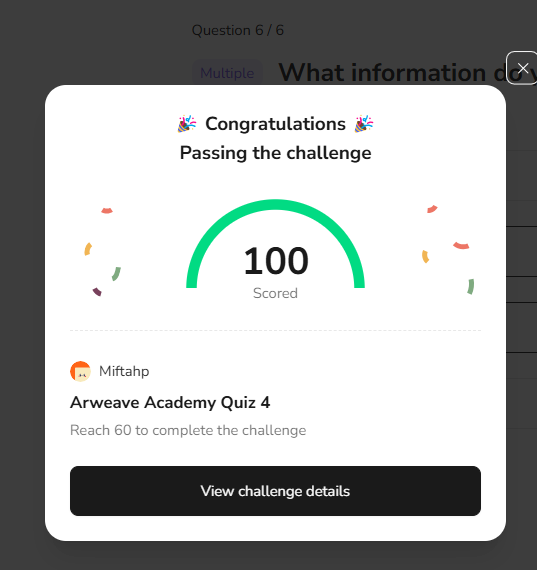 Question 6 / 6
Multiple What information do
🎉 Congratulations 🎉
Passing the challenge
100
Scored
Miftahp
Arweave Academy Quiz 4
Reach 60 to complete the challenge
View challenge details